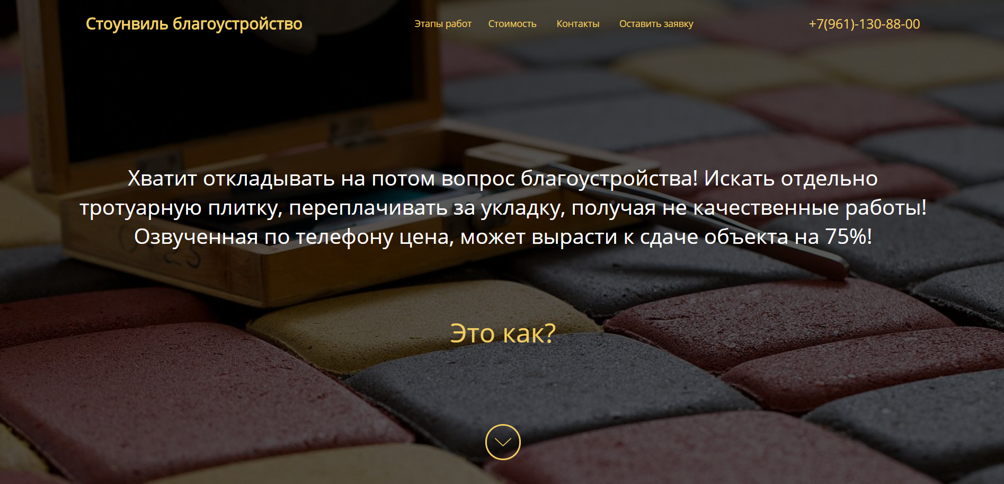 Стоунвиль благоустройство
Этапы работ Стоимость Контакты Оставить заявку
+7(961)-130-88-00
Хватит откладывать на потом вопрос благоустройства! Искать отдельно
тротуарную плитку, переплачивать за укладку, получая не качественные работы!
Озвученная по телефону цена, может вырасти к сдаче объекта на 75%!
Это как?